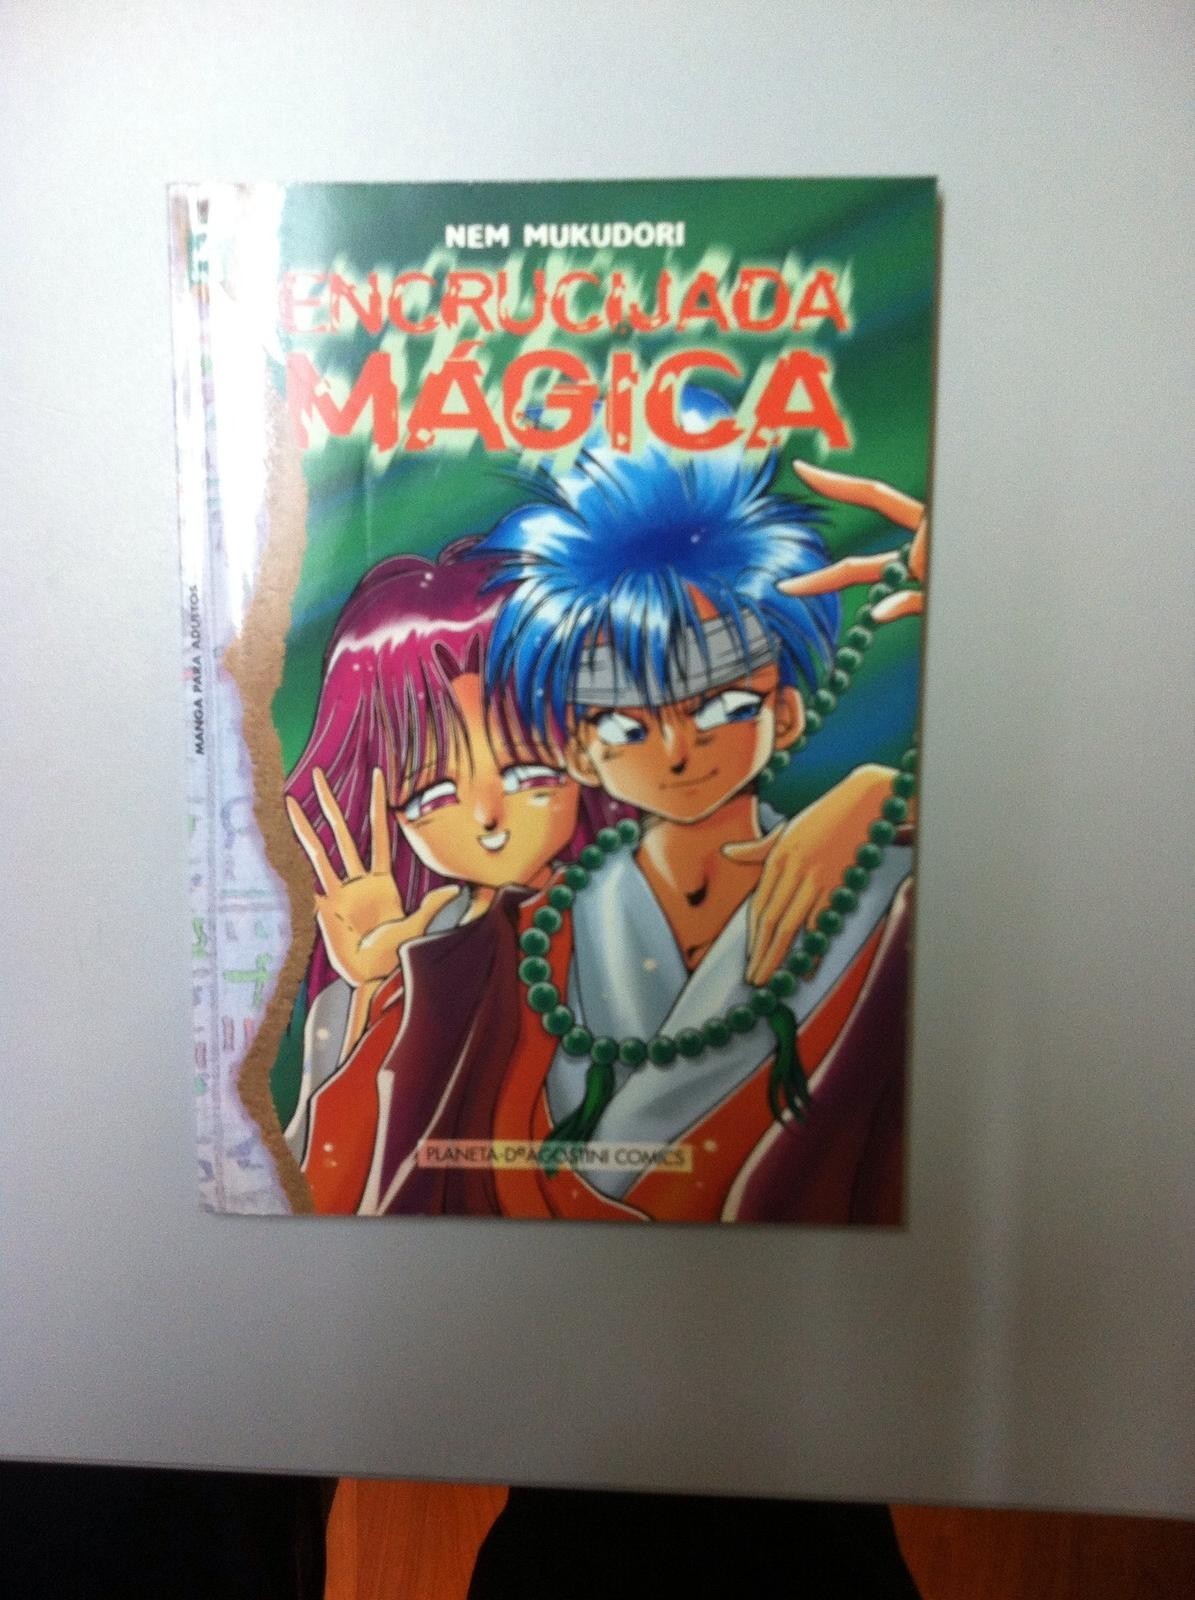 NEM MUKUDORI
ENCRUCIJADA
MÁGICA
MANGA PARA ADULTOS
PLANETA-DeAGOSTINI COMICS